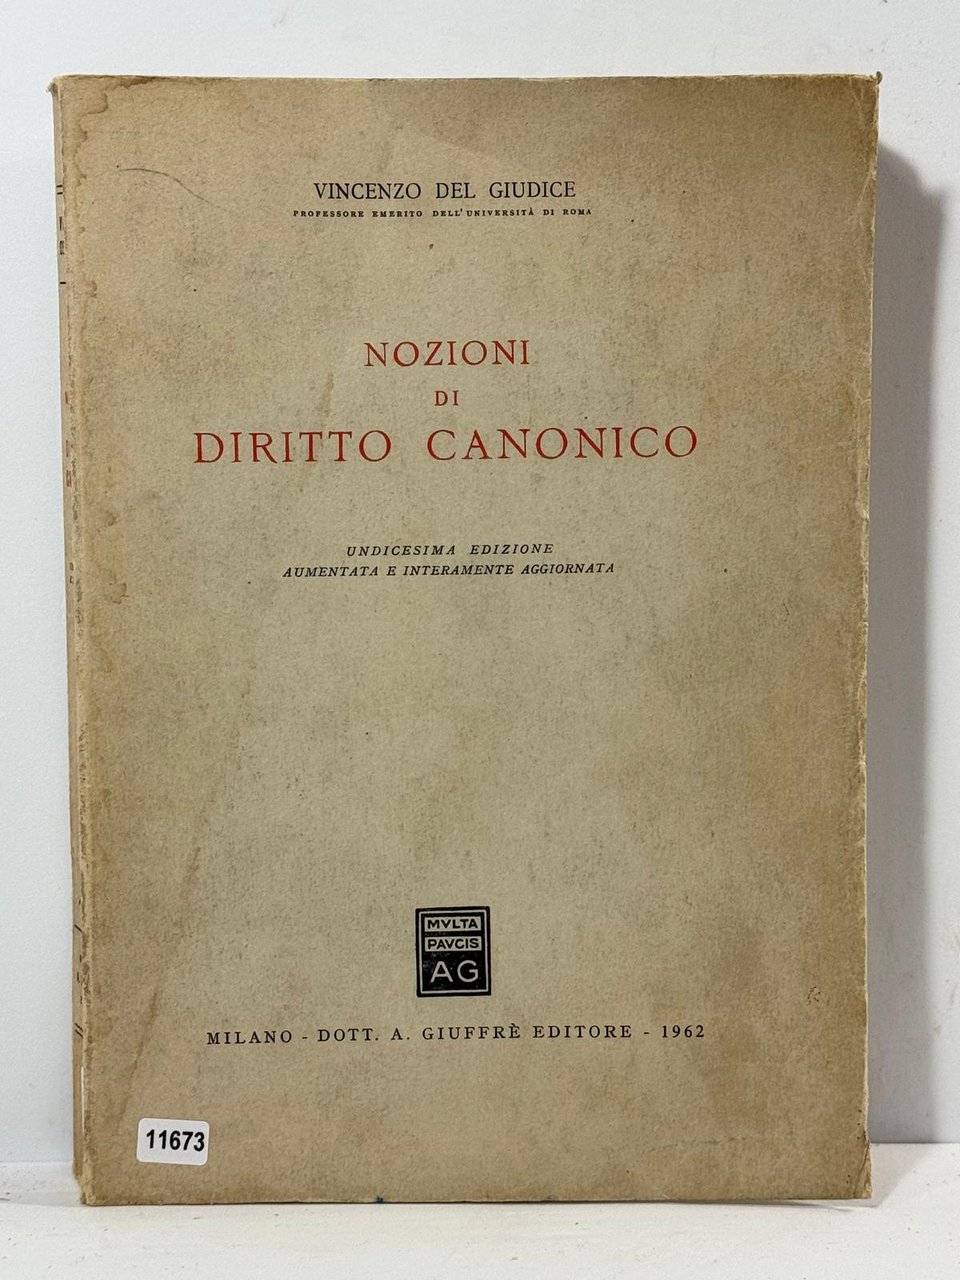 VINCENZO DEL GIUDICE
PROFESSORE EMERITO DELL'UNIVERSITÀ DI ROMA
NOZIONI
DI
DIRITTO CANONICO
UNDICESIMA EDIZIONE
AUMENTATA E INTERAMENTE AGGIORNATA
MVLTA
PAVCIS
AG
MILANO - DOTT. A. GIUFFRÈ EDITORE - 1962
11673